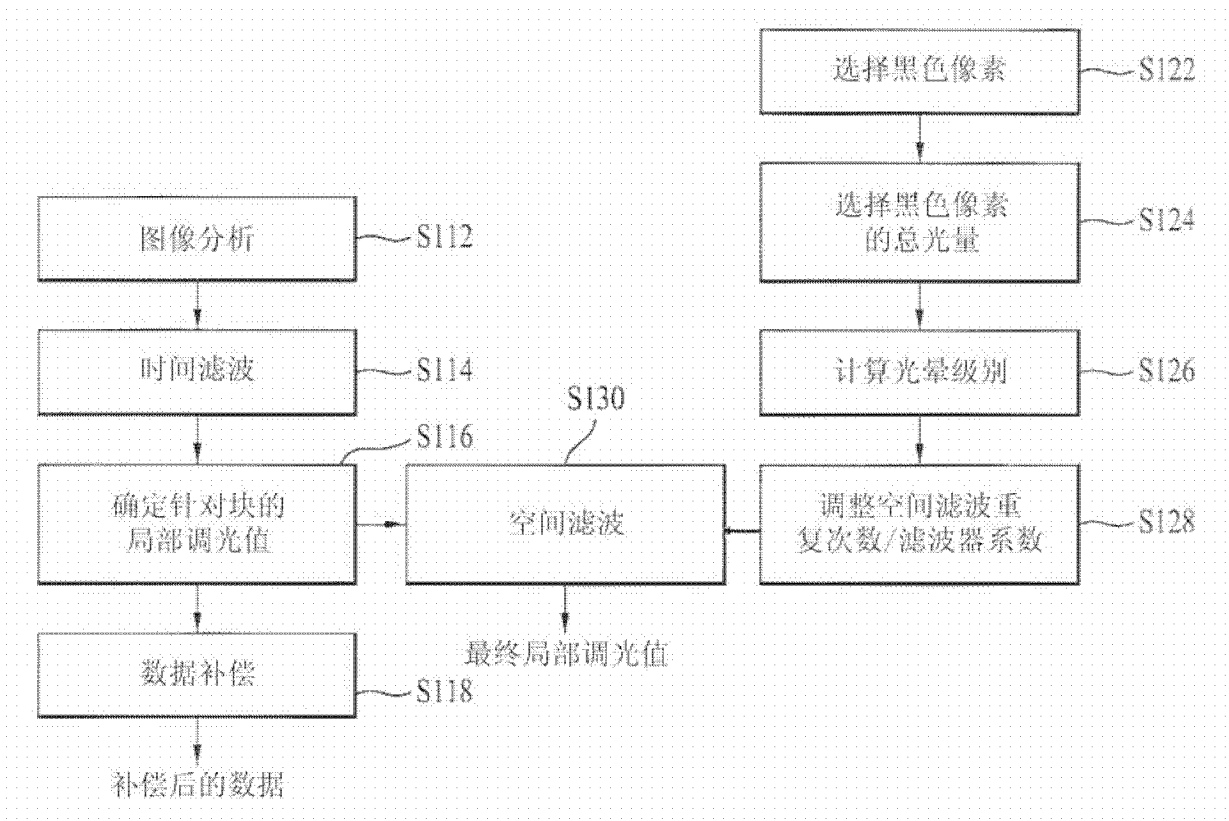 图像分析
S112
时间滤波
S114
确定针对块的
局部调光值
S116
数据补偿
S118
补偿后的数据
S130
空间滤波
最终局部调光值
选择黑色像素
S122
选择黑色像素
的总光量
S124
计算光晕级别
S126
调整空间滤波重
复次数/滤波器系数
S128